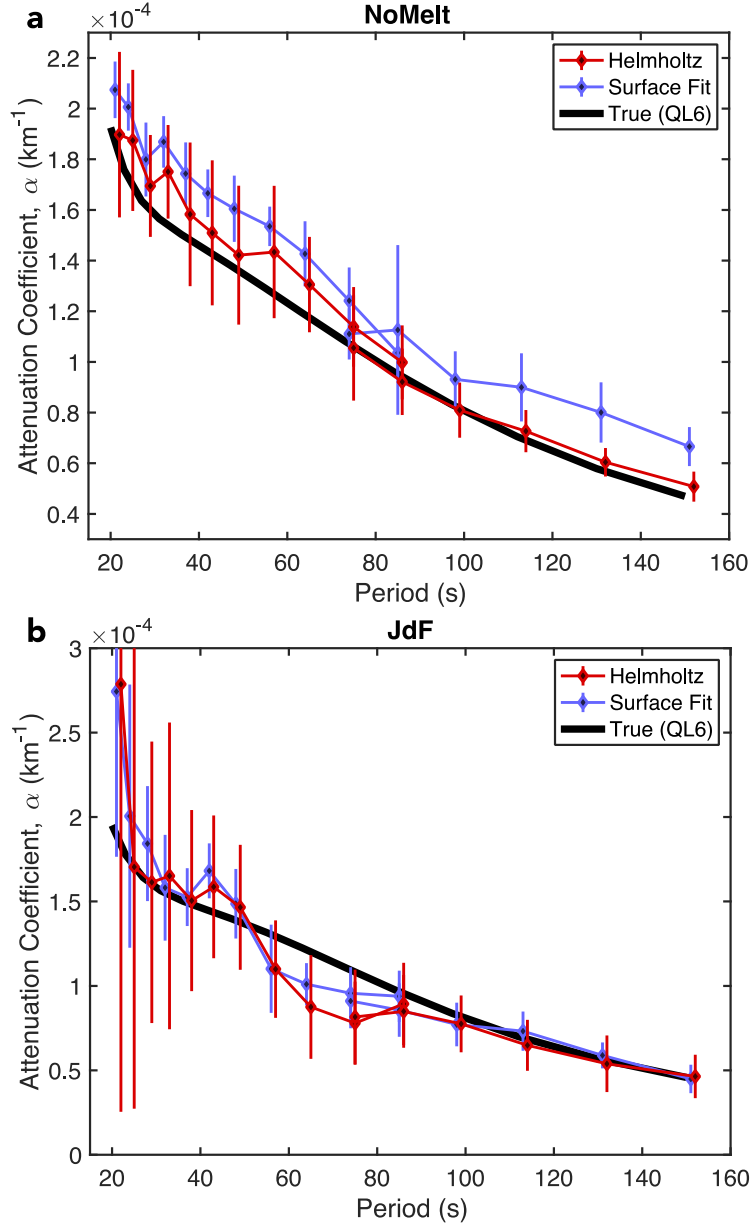 a
×10-4
NoMelt
2.2
2
1.8
1.6
1.4
1.2
1
0.8
0.6
0.4
Attenuation Coefficient, α (km-1)
Helmholtz
Surface Fit
True (QL6)
20 40 60 80 100 120 140 160
Period (s)
b
×10-4
JdF
3
2.5
2
1.5
1
0.5
0
Attenuation Coefficient, α (km-1)
Helmholtz
Surface Fit
True (QL6)
20 40 60 80 100 120 140 160
Period (s)